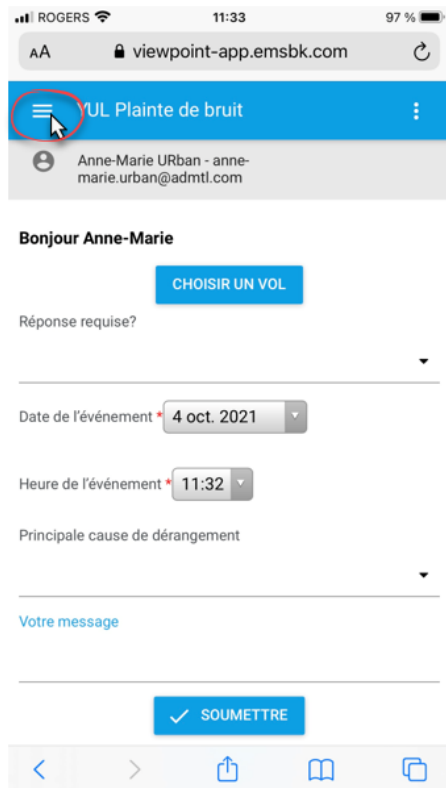 ROGERS 11:33 97 %
AA viewpoint-app.emsbk.com
YUL Plainte de bruit
Anne-Marie URban - anne-
marie.urban@admtl.com
Bonjour Anne-Marie
CHOISIR UN VOL
Réponse requise?
Date de l'événement * 4 oct. 2021
Heure de l'événement * 11:32
Principale cause de dérangement
Votre message
SOUMETTRE